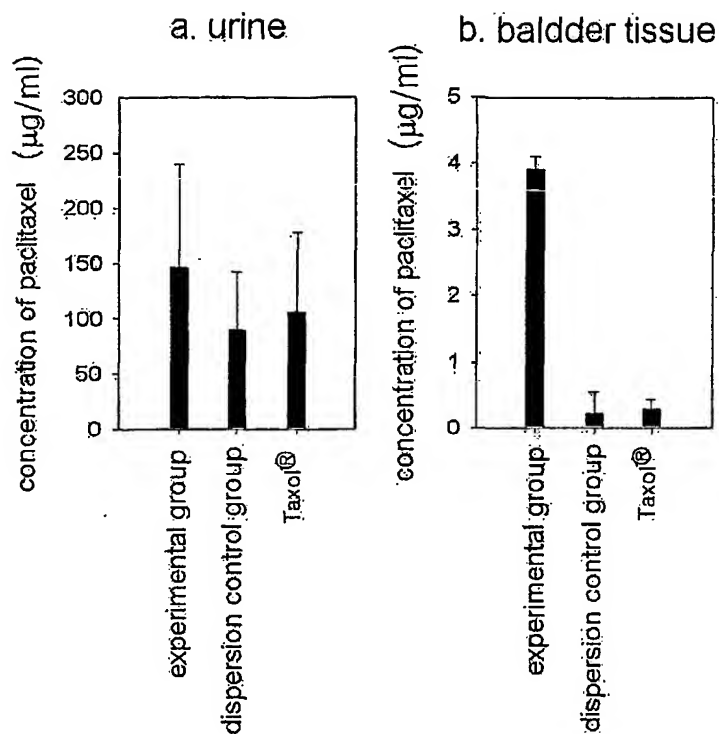 a. urine
concentration of paclitaxel (µg/ml)
300
250
200
150
100
50
0
experimental group
dispersion control group
Taxol®
b. baldder tissue
concentration of paclitaxel (µg/ml)
5
4
2
1
0
experimental group
dispersion control group
Taxol®